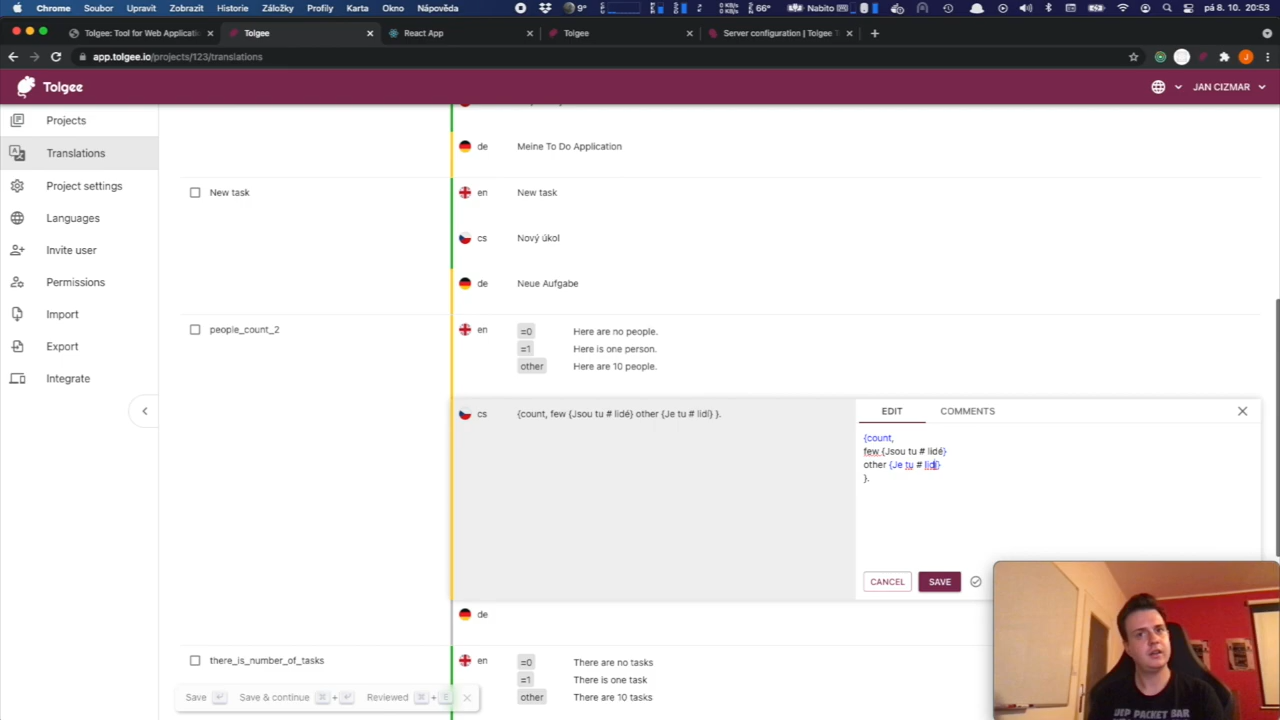 Chrome Soubor Upravit Zobrazit Historie Záložky Profily Karta Okno Nápověda
9° 66° Nabito pá 8. 10. 20:53
Tolgee: Tool for Web Applicati
Tolgee
React App
Tolgee
Server configuration | Tolgee T
app.tolgee.io/projects/123/translations
Tolgee
JAN CIZMAR
Projects
Translations
Project settings
Languages
Invite user
Permissions
Import
Export
Integrate
de Meine To Do Application
New task
en New task
cs Nový úkol
de Neue Aufgabe
people_count_2
en =0 Here are no people.
=1 Here is one person.
other Here are 10 people.
cs {count, few {Jsou tu # lidé} other {Je tu # lidí} }.
EDIT COMMENTS
{count,
few {Jsou tu # lidé}
other {Je tu # lidí}
}.
CANCEL SAVE
de
there_is_number_of_tasks
en =0 There are no tasks
=1 There is one task
other There are 10 tasks
Save Save & continue ⌘ + Reviewed ⌘ + E
PACKET BAR